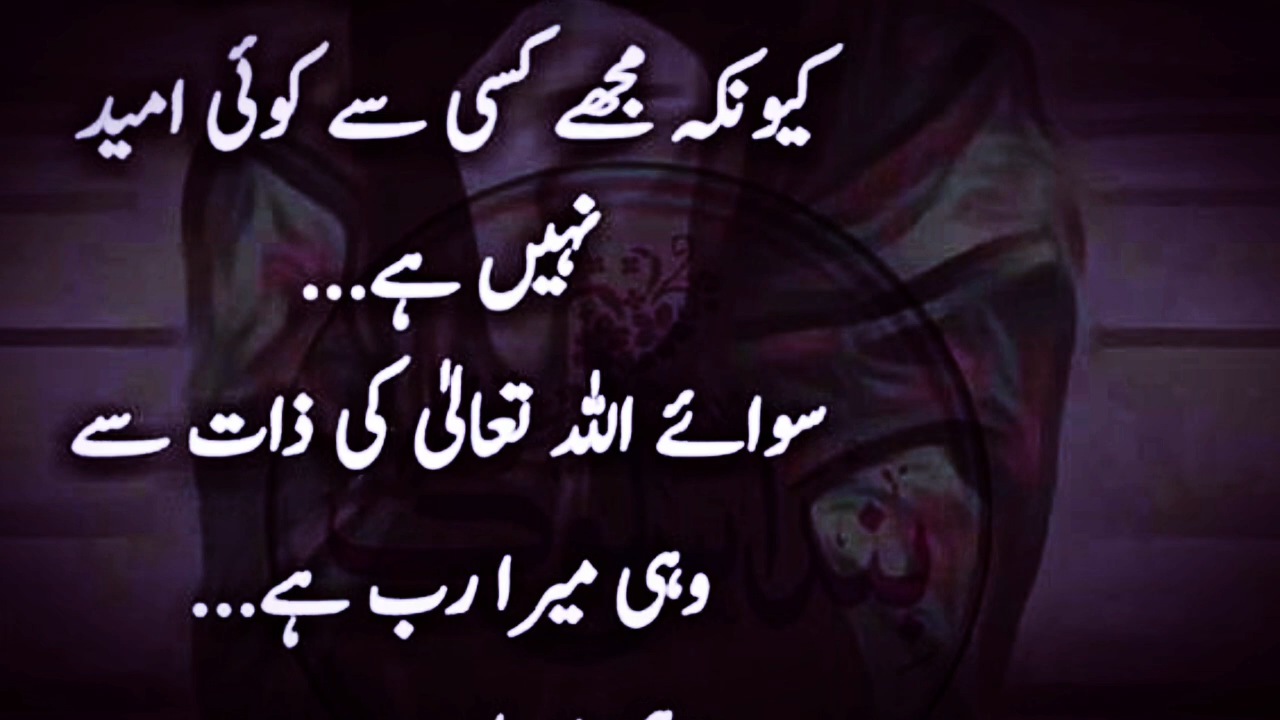 کیونکہ مجھے کسی سے کوئی امید
نہیں ہے...
سوائے اللہ تعالیٰ کی ذات سے
وہی میرا رب ہے...